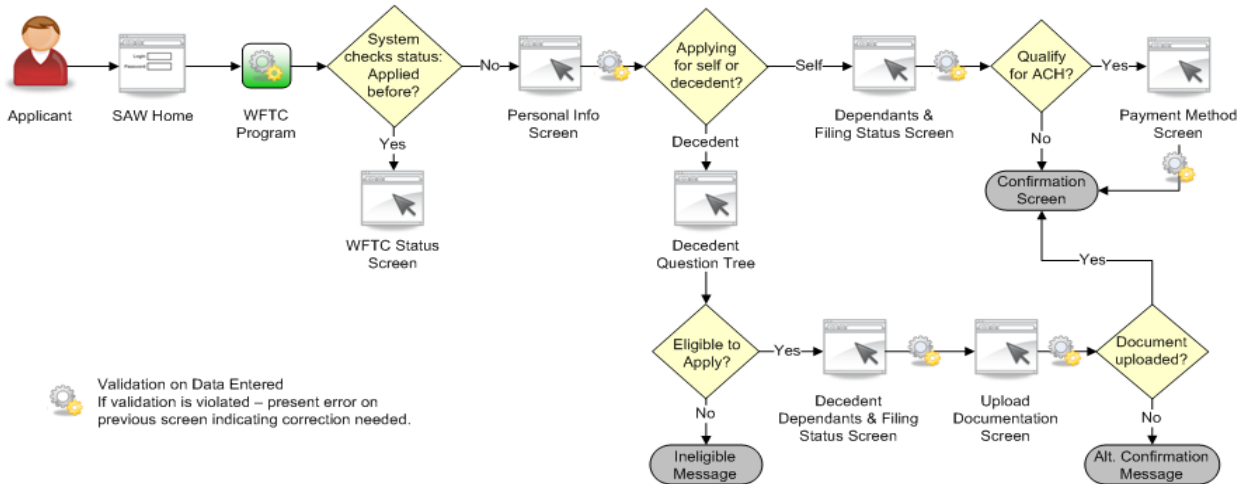 System
checks status:
Applied
before?
Applying
for self or
decedent?
Qualify
for ACH?
Login
Password
No
Self
Yes
Applicant
SAW Home
WFTC
Program
Personal Info
Screen
Dependants &
Filing Status Screen
Payment Method
Screen
Yes
Decedent
No
Confirmation
Screen
WFTC Status
Screen
Decedent
Question Tree
Yes
Eligible to
Apply?
Yes
Document
uploaded?
Validation on Data Entered
If validation is violated – present error on
previous screen indicating correction needed.
No
Decedent
Dependants & Filing
Status Screen
Upload
Documentation
Screen
No
Ineligible
Message
Alt. Confirmation
Message